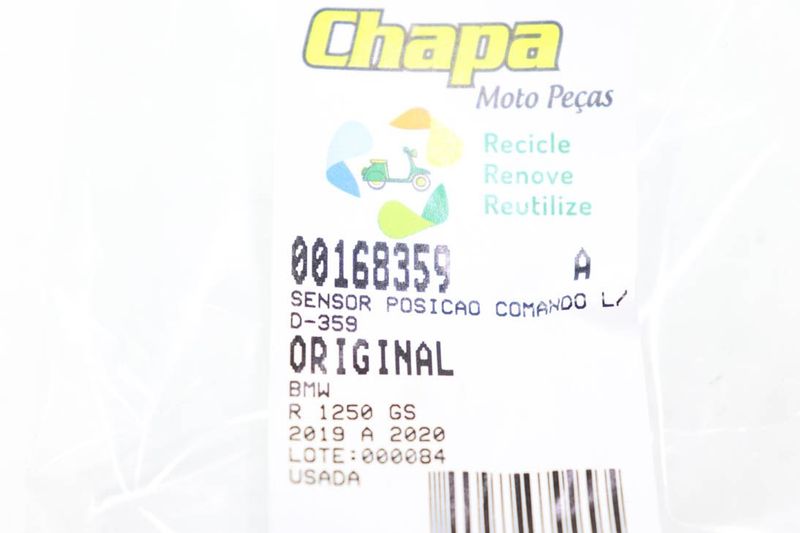 Chapa
Moto Peças
Recicle
Renove
Reutilize
00168359 A
SENSOR POSICAO COMANDO L/
D-359
ORIGINAL
BMW
R 1250 GS
2019 A 2020
LOTE:000084
USADA